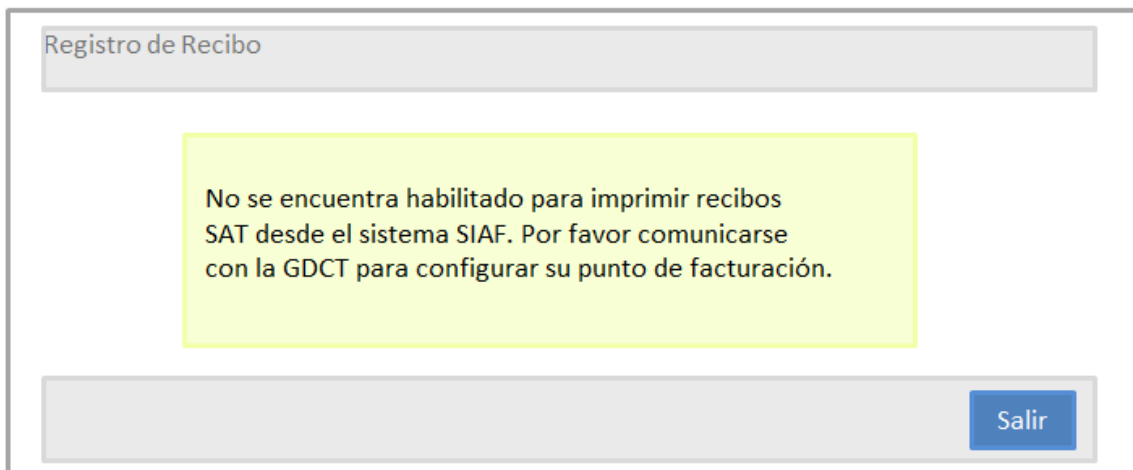 Registro de Recibo
No se encuentra habilitado para imprimir recibos
SAT desde el sistema SIAF. Por favor comunicarse
con la GDCT para configurar su punto de facturación.
Salir